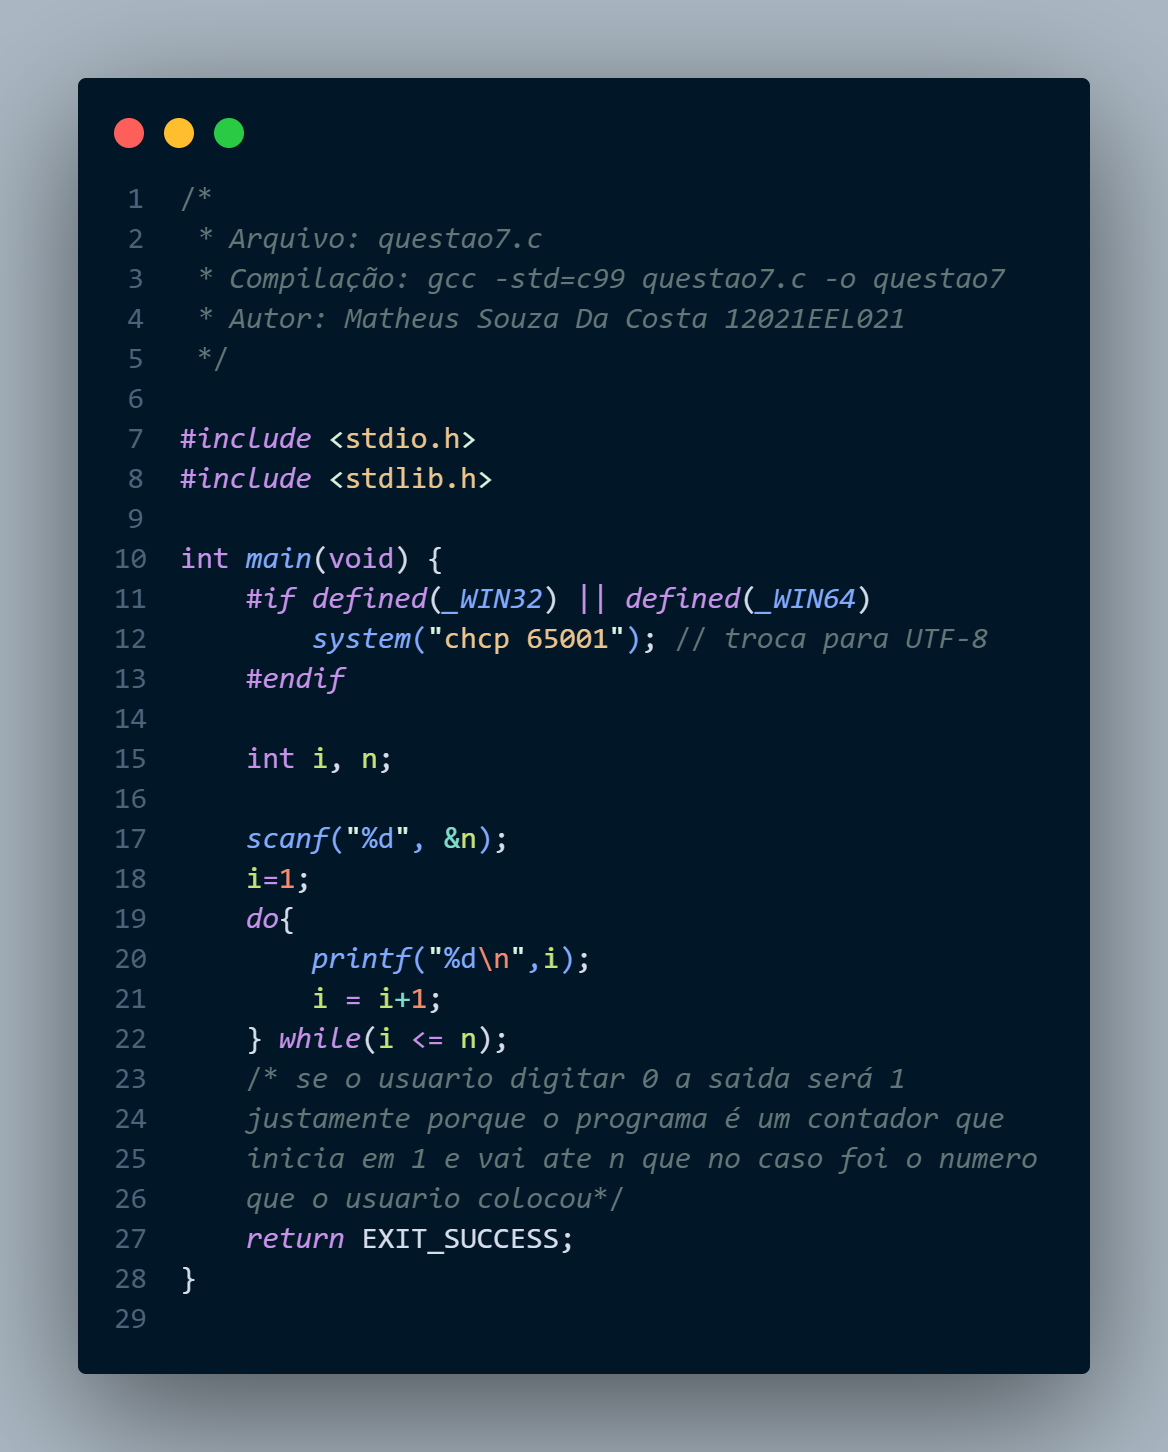 1 /*
2  * Arquivo: questao7.c
3  * Compilação: gcc -std=c99 questao7.c -o questao7
4  * Autor: Matheus Souza Da Costa 12021EEL021
5  */
6
7 #include <stdio.h>
8 #include <stdlib.h>
9
10 int main(void) {
11     #if defined(_WIN32) || defined(_WIN64)
12         system("chcp 65001"); // troca para UTF-8
13     #endif
14
15     int i, n;
16
17     scanf("%d", &n);
18     i=1;
19     do{
20         printf("%d\n",i);
21         i = i+1;
22     } while(i <= n);
23     /* se o usuario digitar 0 a saida será 1
24     justamente porque o programa é um contador que
25     inicia em 1 e vai ate n que no caso foi o numero
26     que o usuario colocou*/
27     return EXIT_SUCCESS;
28 }
29